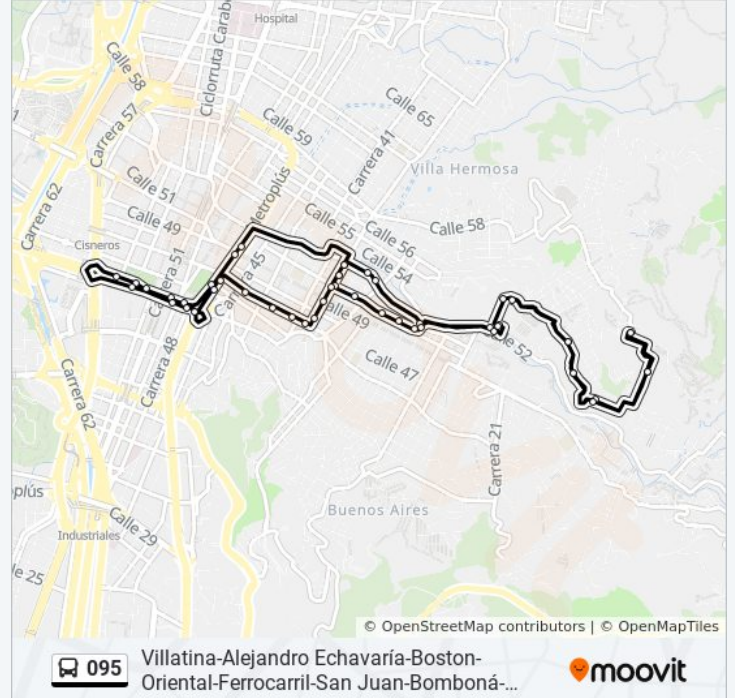 Hospital
Ciclorruta Carab
Calle 58
Carrera 57
Calle 59
Calle 65
Carrera 41
Villa Hermosa
Carrera 62
Calle 51
Calle 49
Metroplús
Calle 55
Calle 56
Calle 58
Cisneros
Carrera 51
Carrera 45
Calle 54
Calle 49
Calle 52
Carrera 48
Calle 47
Carrera 62
Carrera 21
plús
Calle 29
Buenos Aires
Industriales
le 25
© OpenStreetMap contributors | © OpenMapTiles
095
Villatina-Alejandro Echavaría-Boston-
Oriental-Ferrocarril-San Juan-Bomboná-...
moovit